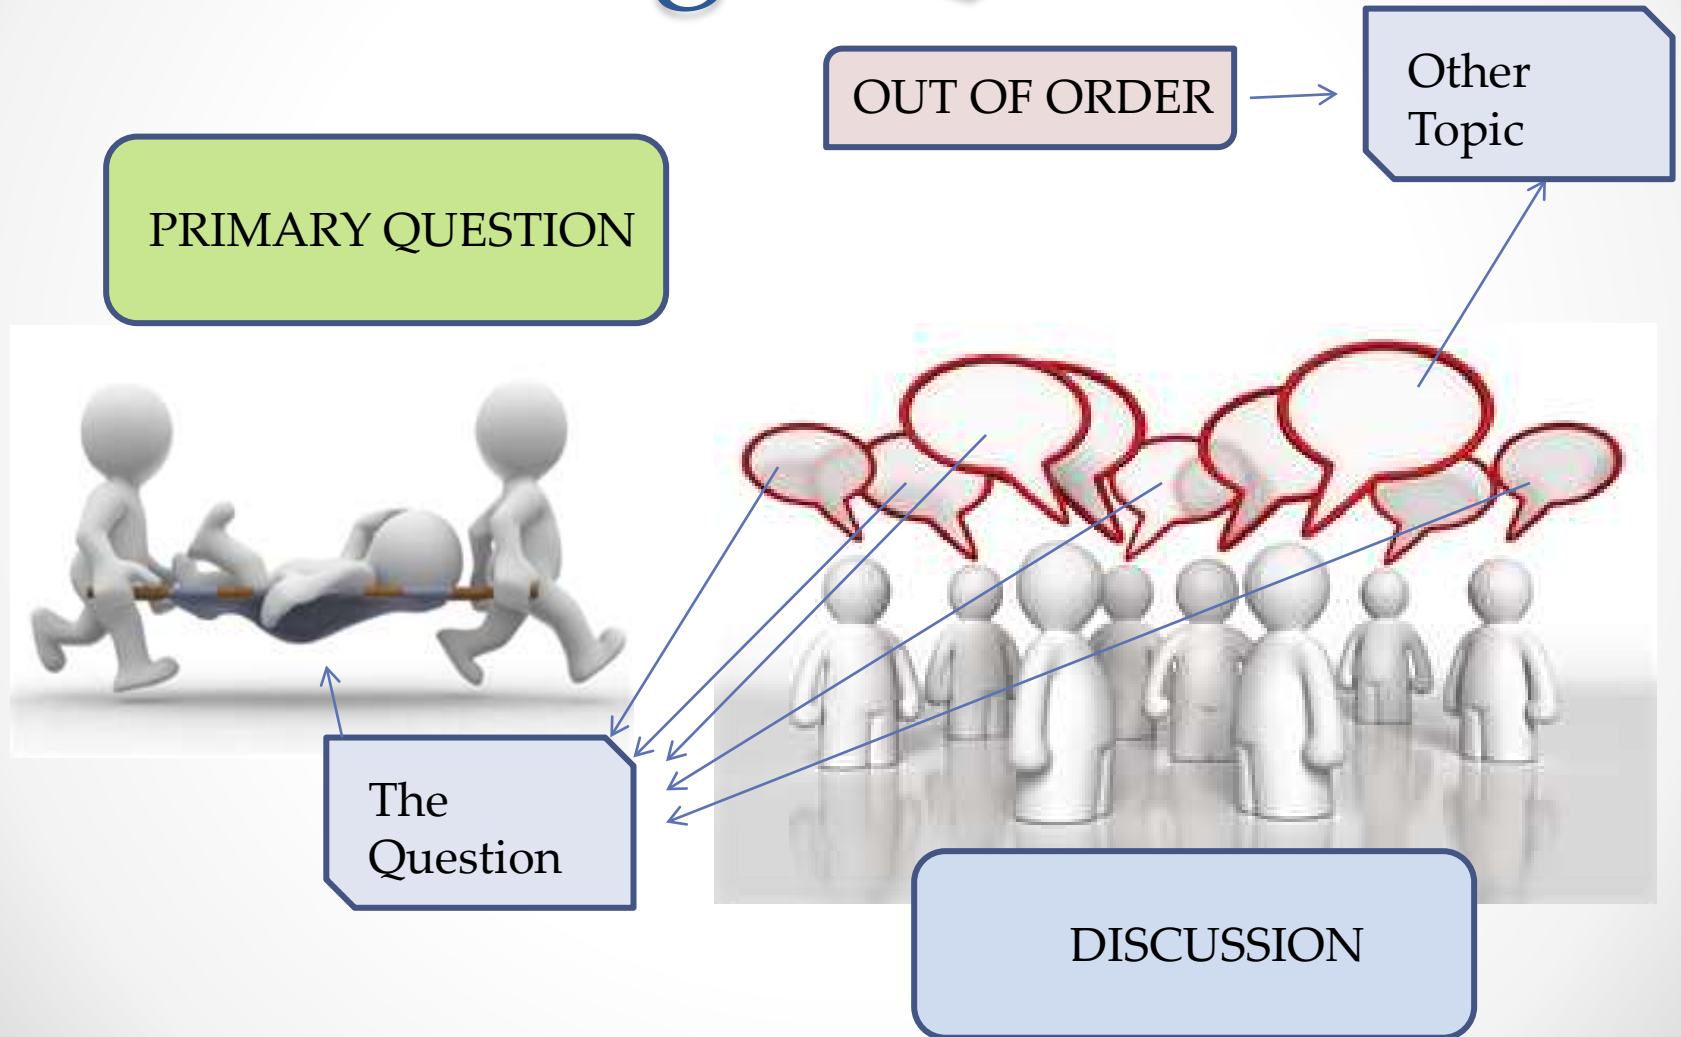 OUT OF ORDER
Other
Topic
PRIMARY QUESTION
The
Question
DISCUSSION